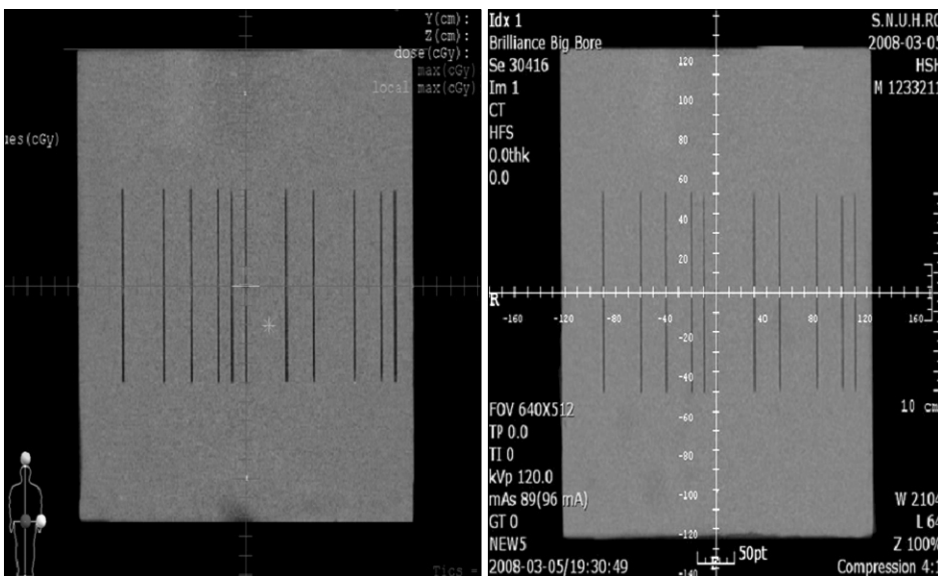 Y(cm):
Z(cm):
dose(cGy):
max(cGy)
local max(cGy)
ues(cGy)
Tics =
Idx 1
Brilliance Big Bore
Se 30416
Im 1
CT
HFS
0.0thk
0.0
S.N.U.H.RO
2008-03-05
HSH
M 1233211
120
100
80
60
40
20
R
-160 -120 -80 -40 40 80 120 160
-20
-40
-60
-80
-100
-120
-140
10 cm
FOV 640X512
TP 0.0
TI 0
kVp 120.0
mAs 89(96 mA)
GT 0
NEW5
2008-03-05/19:30:49
50pt
W 2104
L 64
Z 100%
Compression 4:1